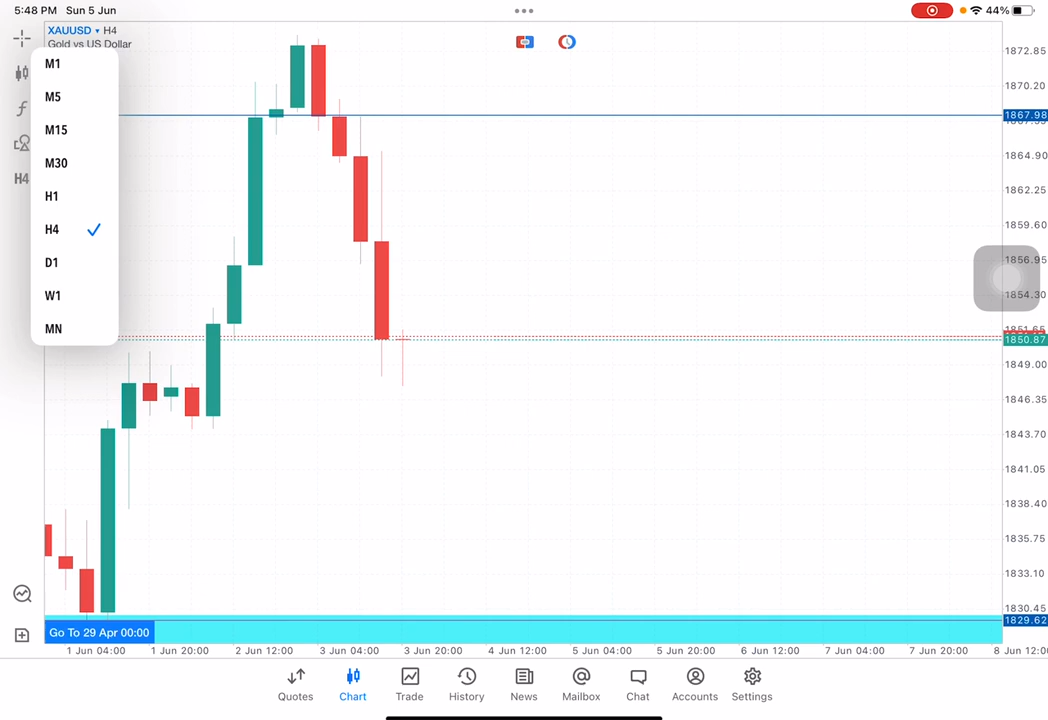 5:48 PM Sun 5 Jun
44%
XAUUSD ▾ H4
Gold vs US Dollar
M1
M5
M15
M30
H1
H4
D1
W1
MN
H4
1872.85
1870.20
1867.98
1864.90
1862.25
1859.60
1856.95
1854.30
1850.87
1849.00
1846.35
1843.70
1841.05
1838.40
1835.75
1833.10
1830.45
1829.62
Go To 29 Apr 00:00
1 Jun 04:00 1 Jun 20:00 2 Jun 12:00 3 Jun 04:00 3 Jun 20:00 4 Jun 12:00 5 Jun 04:00 5 Jun 20:00 6 Jun 12:00 7 Jun 04:00 7 Jun 20:00 8 Jun 12:00
Quotes Chart Trade History News Mailbox Chat Accounts Settings